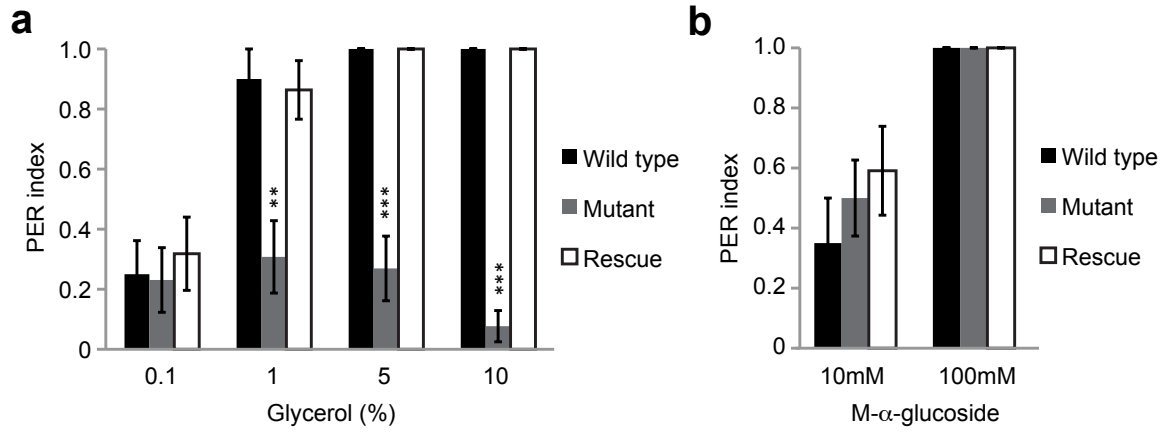 a
1.0
0.8
0.6
0.4
0.2
0
PER index
**
***
***
0.1 1 5 10
Glycerol (%)
Wild type
Mutant
Rescue
b
1.0
0.8
0.6
0.4
0.2
0
PER index
10mM 100mM
M-α-glucoside
Wild type
Mutant
Rescue